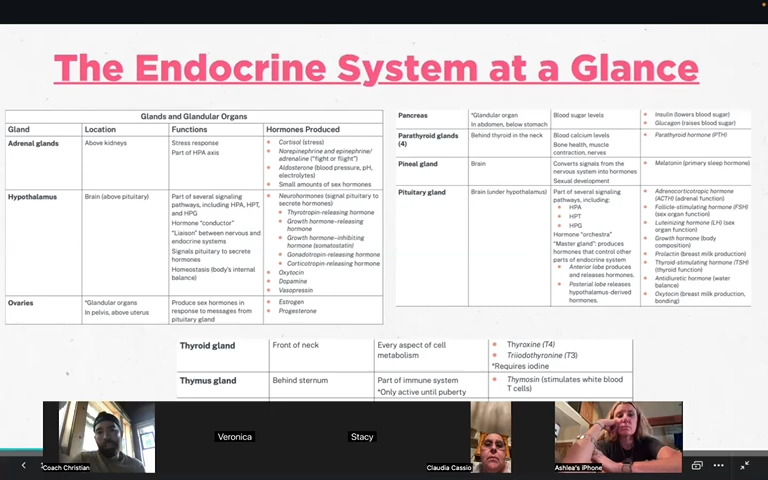 The Endocrine System at a Glance
Glands and Glandular Organs
Gland Location Functions Hormones Produced
Adrenal glands
Above kidneys
Stress response
Part of HPA axis
Cortisol (stress)
Norepinephrine and epinephrine/
adrenaline ("fight or flight")
Aldosterone (blood pressure, pH,
electrolytes)
Small amounts of sex hormones
Hypothalamus
Brain (above pituitary)
Part of several signaling
pathways, including HPA, HPT,
and HPG
Hormone "conductor"
"Liaison" between nervous and
endocrine systems
Signals pituitary to secrete
hormones
Homeostasis (body's internal
balance)
Neurohormones (signal pituitary to
secrete hormones)
Thyrotropin-releasing hormone
Growth hormone-releasing
hormone
Growth hormone-inhibiting
hormone (somatostatin)
Gonadotropin-releasing hormone
Corticotropin-releasing hormone
Oxytocin
Dopamine
Vasopressin
Ovaries
*Glandular organs
In pelvis, above uterus
Produce sex hormones in
response to messages from
pituitary gland
Estrogen
Progesterone
Pancreas
*Glandular organ
In abdomen, below stomach
Blood sugar levels
Insulin (lowers blood sugar)
Glucagon (raises blood sugar)
Parathyroid glands
(4)
Behind thyroid in the neck
Blood calcium levels
Bone health, muscle
contraction, nerves
Parathyroid hormone (PTH)
Pineal gland
Brain
Converts signals from the
nervous system into hormones
Sexual development
Melatonin (primary sleep hormone)
Pituitary gland
Brain (under hypothalamus)
Part of several signaling
pathways, including:
HPA
HPT
HPG
Hormone "orchestra"
"Master gland": produces
hormones that control other
parts of endocrine system
Anterior lobe produces
and releases hormones.
Posterior lobe releases
hypothalamus-derived
hormones.
Adrenocorticotropic hormone
(ACTH) (adrenal function)
Follicle-stimulating hormone (FSH)
(sex organ function)
Luteinizing hormone (LH) (sex
organ function)
Growth hormone (body
composition)
Prolactin (breast milk production)
Thyroid-stimulating hormone (TSH)
(thyroid function)
Antidiuretic hormone (water
balance)
Oxytocin (breast milk production,
bonding)
Thyroid gland
Front of neck
Every aspect of cell
metabolism
Thyroxine (T4)
Triiodothyronine (T3)
*Requires iodine
Thymus gland
Behind sternum
Part of immune system
*Only active until puberty
Thymosin (stimulates white blood
T cells)
Coach Christian
Veronica
Stacy
Claudia Cassio
Ashlea's iPhone